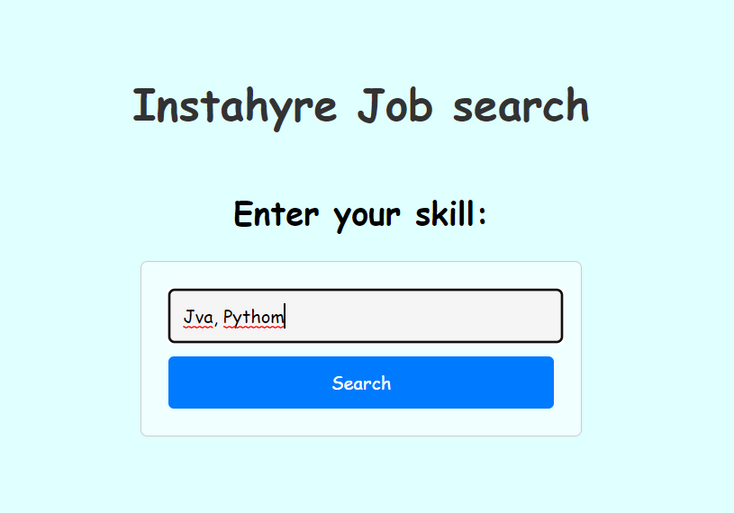 Instahyre Job search
Enter your skill:
Jva, Pythom
Search